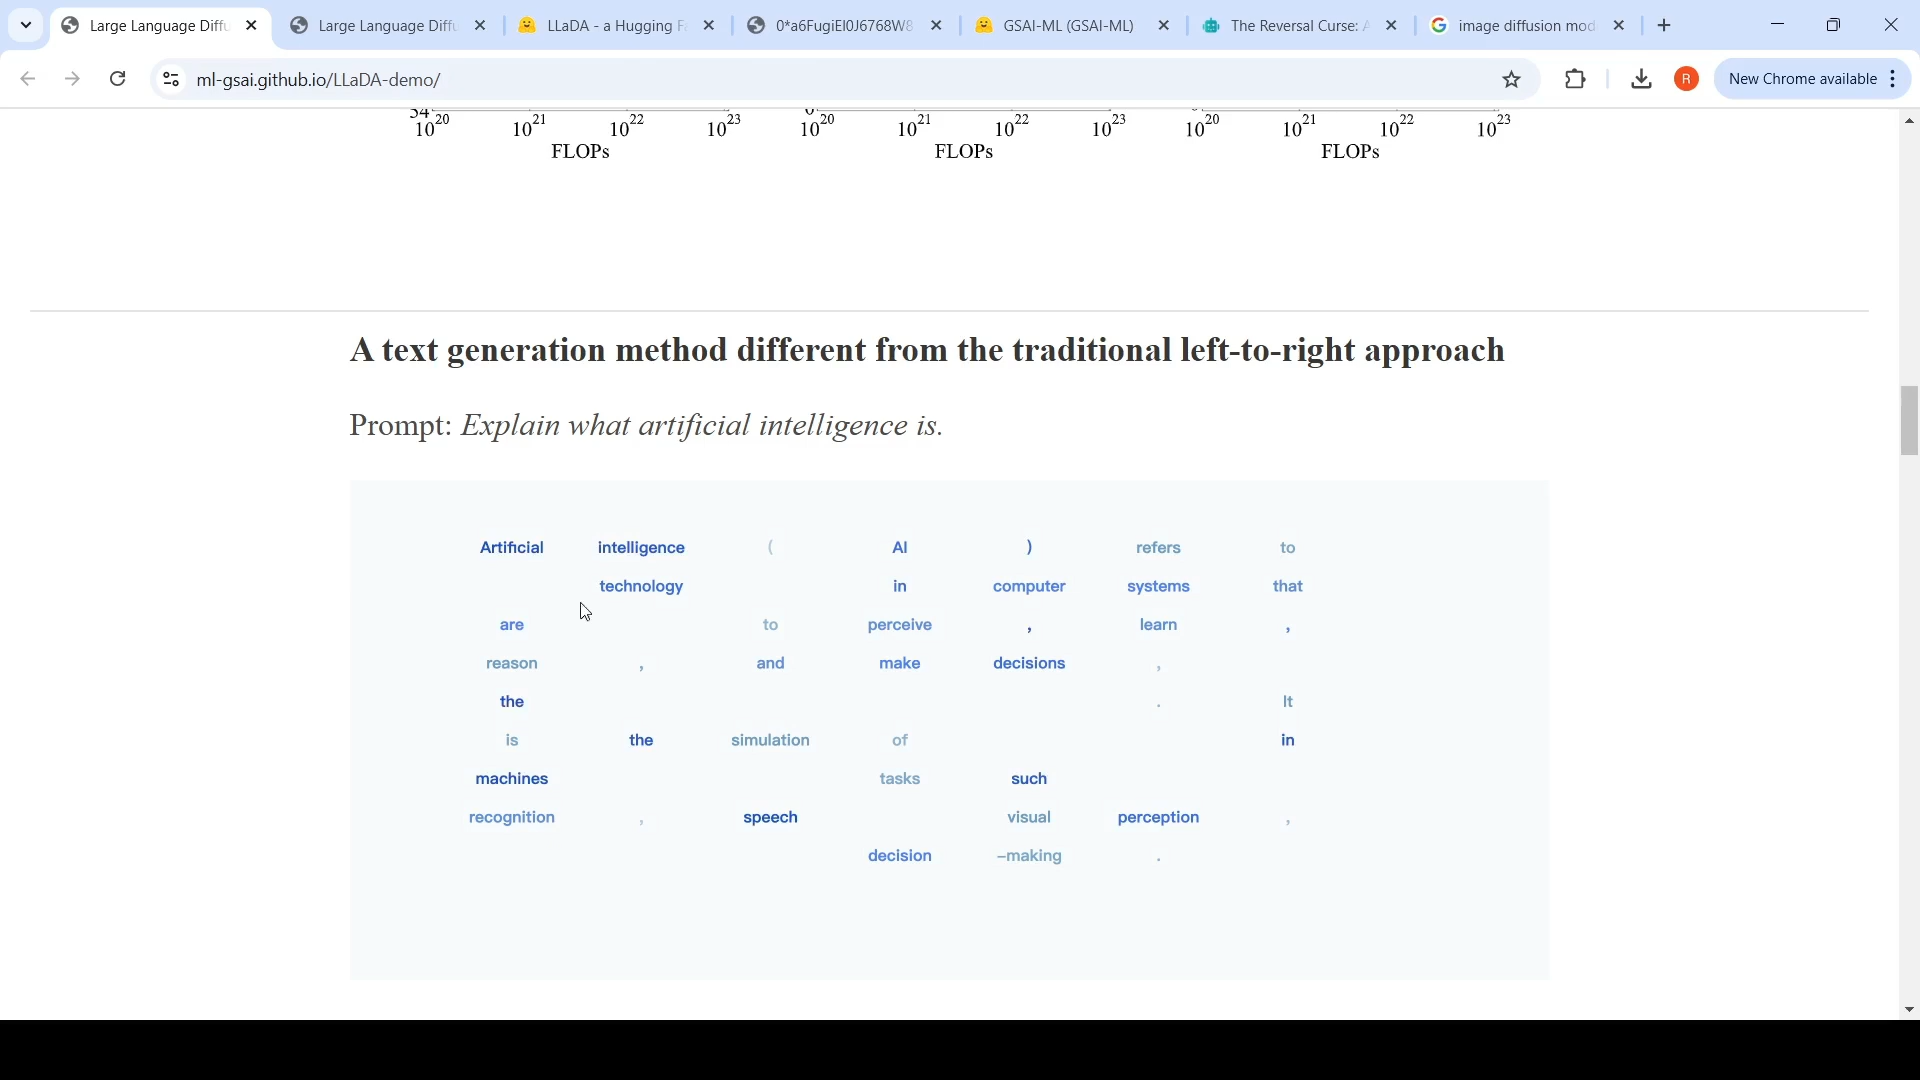 Large Language Diffu
Large Language Diffu
LLaDA - a Hugging F
0*a6FugiEI0J6768W8
GSAI-ML (GSAI-ML)
The Reversal Curse: A
image diffusion mod
ml-gsai.github.io/LLaDA-demo/
R
New Chrome available
10^20 10^21 10^22 10^23 10^20 10^21 10^22 10^23 10^20 10^21 10^22 10^23
FLOPs FLOPs FLOPs
A text generation method different from the traditional left-to-right approach
Prompt: Explain what artificial intelligence is.
Artificial intelligence ( AI ) refers to
technology in computer systems that
are to perceive , learn ,
reason , and make decisions ,
the . It
is the simulation of in
machines tasks such
recognition , speech visual perception ,
decision -making .